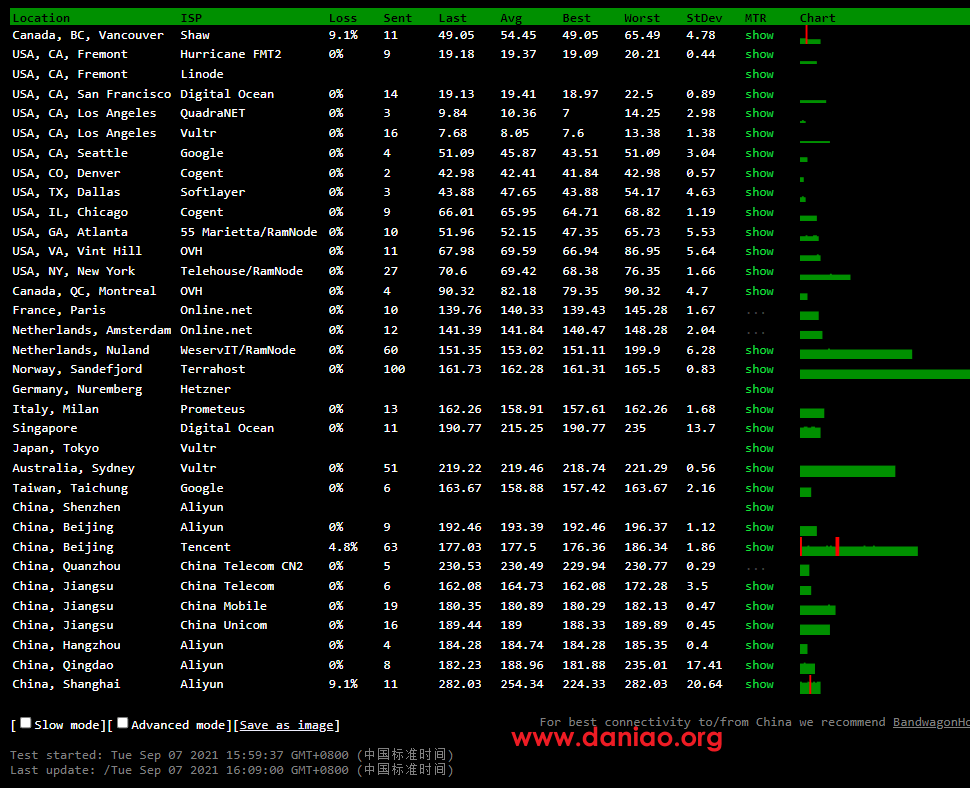 Location ISP Loss Sent Last Avg Best Worst StDev MTR Chart
Canada, BC, Vancouver Shaw 9.1% 11 49.05 54.45 49.05 65.49 4.78 show
USA, CA, Fremont Hurricane FMT2 0% 9 19.18 19.37 19.09 20.21 0.44 show
USA, CA, Fremont Linode show
USA, CA, San Francisco Digital Ocean 0% 14 19.13 19.41 18.97 22.5 0.89 show
USA, CA, Los Angeles QuadraNET 0% 3 9.84 10.36 7 14.25 2.98 show
USA, CA, Los Angeles Vultr 0% 16 7.68 8.05 7.6 13.38 1.38 show
USA, CA, Seattle Google 0% 4 51.09 45.87 43.51 51.09 3.04 show
USA, CO, Denver Cogent 0% 2 42.98 42.41 41.84 42.98 0.57 show
USA, TX, Dallas Softlayer 0% 3 43.88 47.65 43.88 54.17 4.63 show
USA, IL, Chicago Cogent 0% 9 66.01 65.95 64.71 68.82 1.19 show
USA, GA, Atlanta 55 Marietta/RamNode 0% 10 51.96 52.15 47.35 65.73 5.53 show
USA, VA, Vint Hill OVH 0% 11 67.98 69.59 66.94 86.95 5.64 show
USA, NY, New York Telehouse/RamNode 0% 27 70.6 69.42 68.38 76.35 1.66 show
Canada, QC, Montreal OVH 0% 4 90.32 82.18 79.35 90.32 4.7 show
France, Paris Online.net 0% 10 139.76 140.33 139.43 145.28 1.67 ...
Netherlands, Amsterdam Online.net 0% 12 141.39 141.84 140.47 148.28 2.04 ...
Netherlands, Nuland WeservIT/RamNode 0% 60 151.35 153.02 151.11 199.9 6.28 show
Norway, Sandefjord Terrahost 0% 100 161.73 162.28 161.31 165.5 0.83 show
Germany, Nuremberg Hetzner show
Italy, Milan Prometeus 0% 13 162.26 158.91 157.61 162.26 1.68 show
Singapore Digital Ocean 0% 11 190.77 215.25 190.77 235 13.7 show
Japan, Tokyo Vultr show
Australia, Sydney Vultr 0% 51 219.22 219.46 218.74 221.29 0.56 show
Taiwan, Taichung Google 0% 6 163.67 158.88 157.42 163.67 2.16 show
China, Shenzhen Aliyun show
China, Beijing Aliyun 0% 9 192.46 193.39 192.46 196.37 1.12 show
China, Beijing Tencent 4.8% 63 177.03 177.5 176.36 186.34 1.86 show
China, Quanzhou China Telecom CN2 0% 5 230.53 230.49 229.94 230.77 0.29 ...
China, Jiangsu China Telecom 0% 6 162.08 164.73 162.08 172.28 3.5 show
China, Jiangsu China Mobile 0% 19 180.35 180.89 180.29 182.13 0.47 show
China, Jiangsu China Unicom 0% 16 189.44 189 188.33 189.89 0.45 show
China, Hangzhou Aliyun 0% 4 184.28 184.74 184.28 185.35 0.4 show
China, Qingdao Aliyun 0% 8 182.23 188.96 181.88 235.01 17.41 show
China, Shanghai Aliyun 9.1% 11 282.03 254.34 224.33 282.03 20.64 show
[Slow mode][Advanced mode][Save as image]
For best connectivity to/from China we recommend BandwagonHo
www.daniao.org
Test started: Tue Sep 07 2021 15:59:37 GMT+0800 (中国标准时间)
Last update: /Tue Sep 07 2021 16:09:00 GMT+0800 (中国标准时间)